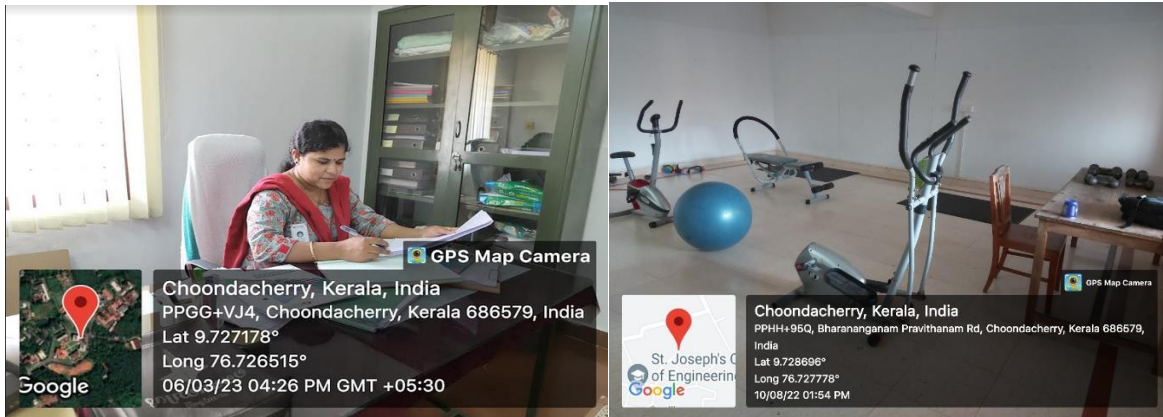 GPS Map Camera
Choondacherry, Kerala, India
PPGG+VJ4, Choondacherry, Kerala 686579, India
Lat 9.727178°
Long 76.726515°
06/03/23 04:26 PM GMT +05:30
Google
GPS Map Camera
Choondacherry, Kerala, India
PPHH+95Q, Bharananganam Pravithanam Rd, Choondacherry, Kerala 686579,
India
Lat 9.728696°
Long 76.727778°
10/08/22 01:54 PM
St. Joseph's C
of Engineerin
Google